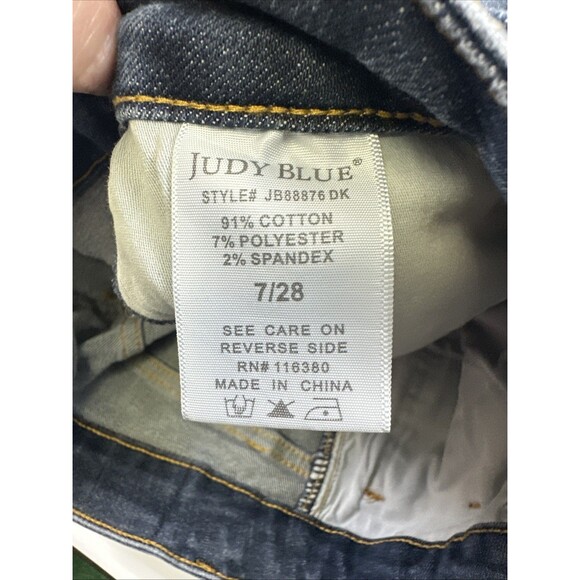 JUDY BLUE®
STYLE# JB88876 DK
91% COTTON
7% POLYESTER
2% SPANDEX
7/28
SEE CARE ON
REVERSE SIDE
RN# 116380
MADE IN CHINA